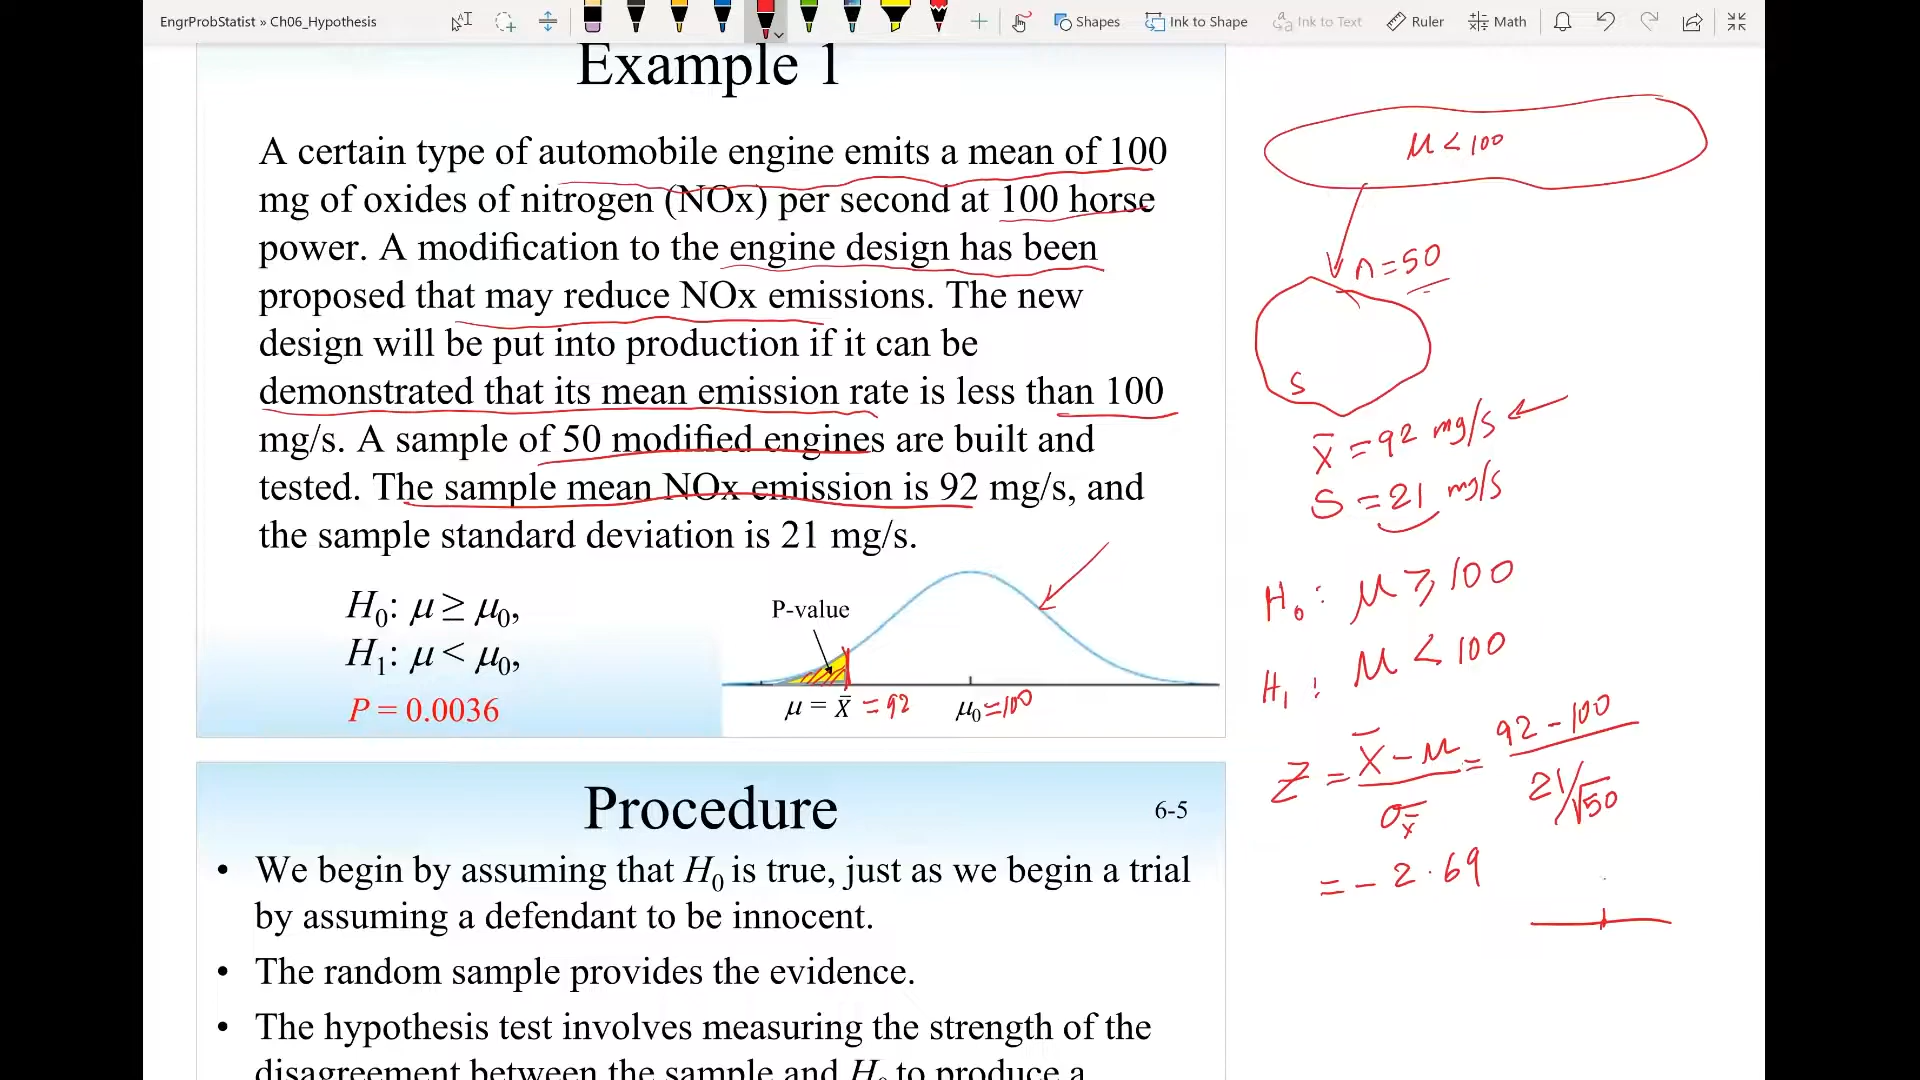 EngrProbStatist » Ch06_Hypothesis
Shapes
Ink to Shape
Ink to Text
Ruler
Math
Example 1
A certain type of automobile engine emits a mean of 100
mg of oxides of nitrogen (NOx) per second at 100 horse
power. A modification to the engine design has been
proposed that may reduce NOx emissions. The new
design will be put into production if it can be
demonstrated that its mean emission rate is less than 100
mg/s. A sample of 50 modified engines are built and
tested. The sample mean NOx emission is 92 mg/s, and
the sample standard deviation is 21 mg/s.
H₀: μ ≥ μ₀,
H₁: μ < μ₀,
P = 0.0036
P-value
μ = X̄ = 92
μ₀ = 100
μ < 100
n = 50
S
x̄ = 92 mg/s
S = 21 mg/s
H₀: μ ≥ 100
H₁: μ < 100
Z = (X̄ - μ)/σx̄ = (92 - 100)/(21/√50)
= -2.69
Procedure
6-5
• We begin by assuming that H₀ is true, just as we begin a trial
by assuming a defendant to be innocent.
• The random sample provides the evidence.
• The hypothesis test involves measuring the strength of the
disagreement between the sample and H₀ to produce a